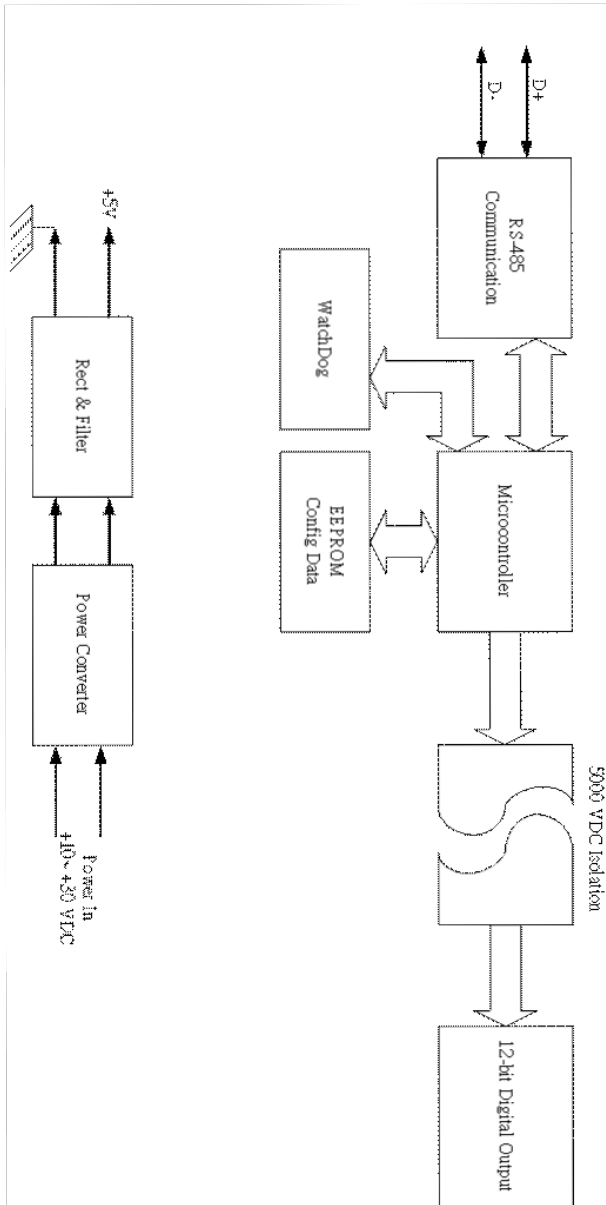 5000 VDC Isolation
D+
D-
RS-485
Communication
Microcontroller
12-bit Digital Output
WatchDog
EEPROM
Config Data
+5V
Rect & Filter
Power Converter
Power in
+10~ +30 VDC